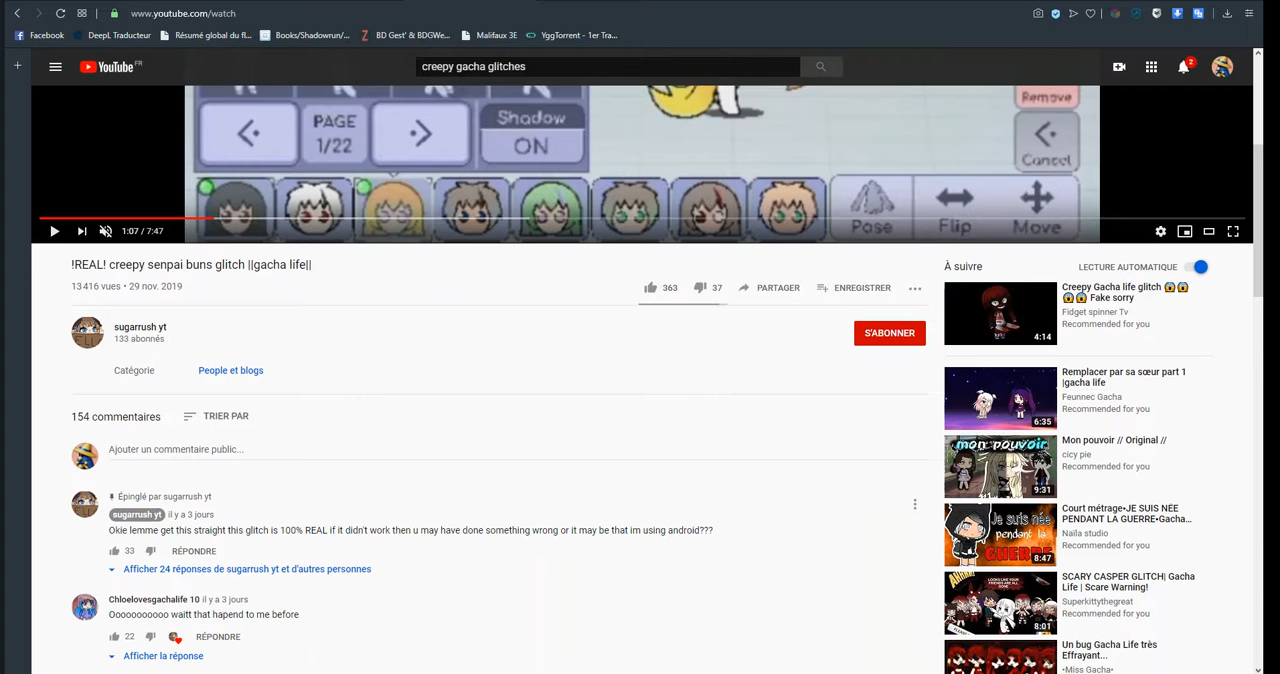 www.youtube.com/watch
Facebook DeepL Traducteur Résumé global du fl... Books/Shadowrun/... BD Gest' & BDGWe... Malifaux 3E YggTorrent - 1er Tra...
YouTube FR creepy gacha glitches 2
PAGE
1/22
Shadow
ON
Remove
Cancel
Pose Flip Move
1:07 / 7:47
!REAL! creepy senpai buns glitch ||gacha life||
13 416 vues • 29 nov. 2019
363 37 PARTAGER ENREGISTRER
sugarrush yt
133 abonnés
S'ABONNER
Catégorie People et blogs
154 commentaires TRIER PAR
Ajouter un commentaire public...
Épinglé par sugarrush yt
sugarrush yt il y a 3 jours
Okie lemme get this straight this glitch is 100% REAL if it didn't work then u may have done something wrong or it may be that im using android???
33 RÉPONDRE
Afficher 24 réponses de sugarrush yt et d'autres personnes
Chloelovesgachalife 10 il y a 3 jours
Ooooooooooo waitt that hapend to me before
22 RÉPONDRE
Afficher la réponse
À suivre LECTURE AUTOMATIQUE
Creepy Gacha life glitch 😱😱
😱😱 Fake sorry
Fidget spinner Tv
Recommended for you
4:14
Remplacer par sa sœur part 1
|gacha life
Feunnec Gacha
Recommended for you
6:35
Mon pouvoir // Original //
cicy pie
Recommended for you
mon pouvoir
9:31
Court métrage•JE SUIS NÉE
PENDANT LA GUERRE•Gacha...
Naila studio
Recommended for you
Je suis née
pendant la
GUERRE
8:47
SCARY CASPER GLITCH| Gacha
Life | Scare Warning!
Superkittythegreat
Recommended for you
8:01
Un bug Gacha Life très
Effrayant...
•Miss Gacha•